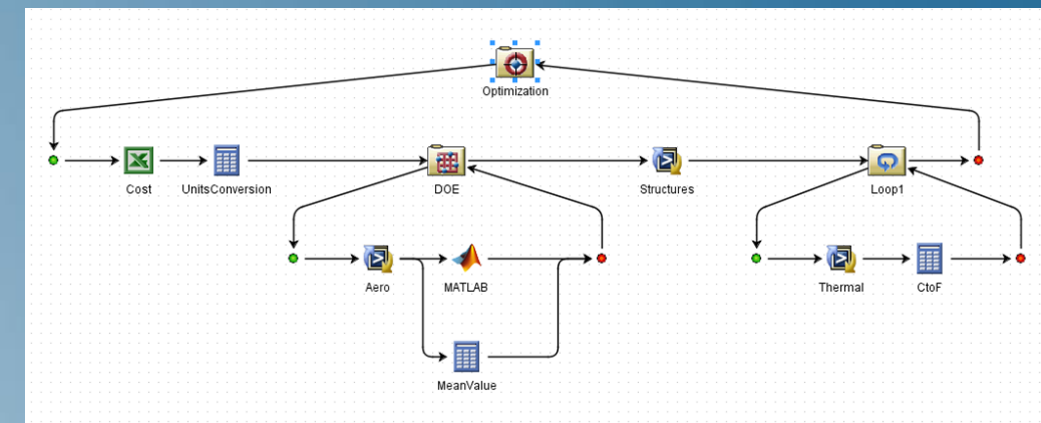 Optimization
Cost
UnitsConversion
DOE
Structures
Loop1
Aero
MATLAB
Thermal
CtoF
MeanValue